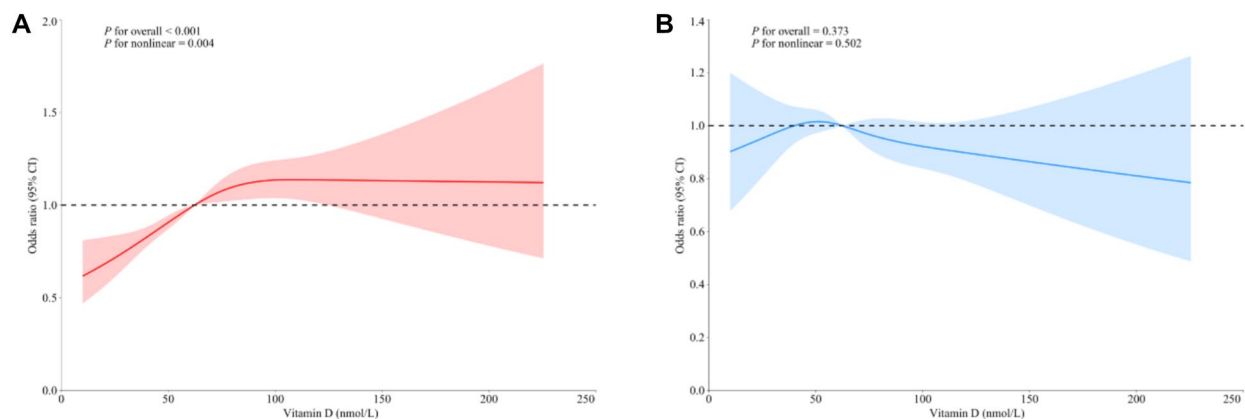 A
P for overall < 0.001
P for nonlinear = 0.004
2.0
1.5
1.0
0.5
0.0
Odds ratio (95% CI)
0
50
100
150
200
250
Vitamin D (nmol/L)
B
P for overall = 0.373
P for nonlinear = 0.502
1.4
1.2
1.0
0.8
0.6
0.4
0.2
0.0
Odds ratio (95% CI)
0
50
100
150
200
250
Vitamin D (nmol/L)